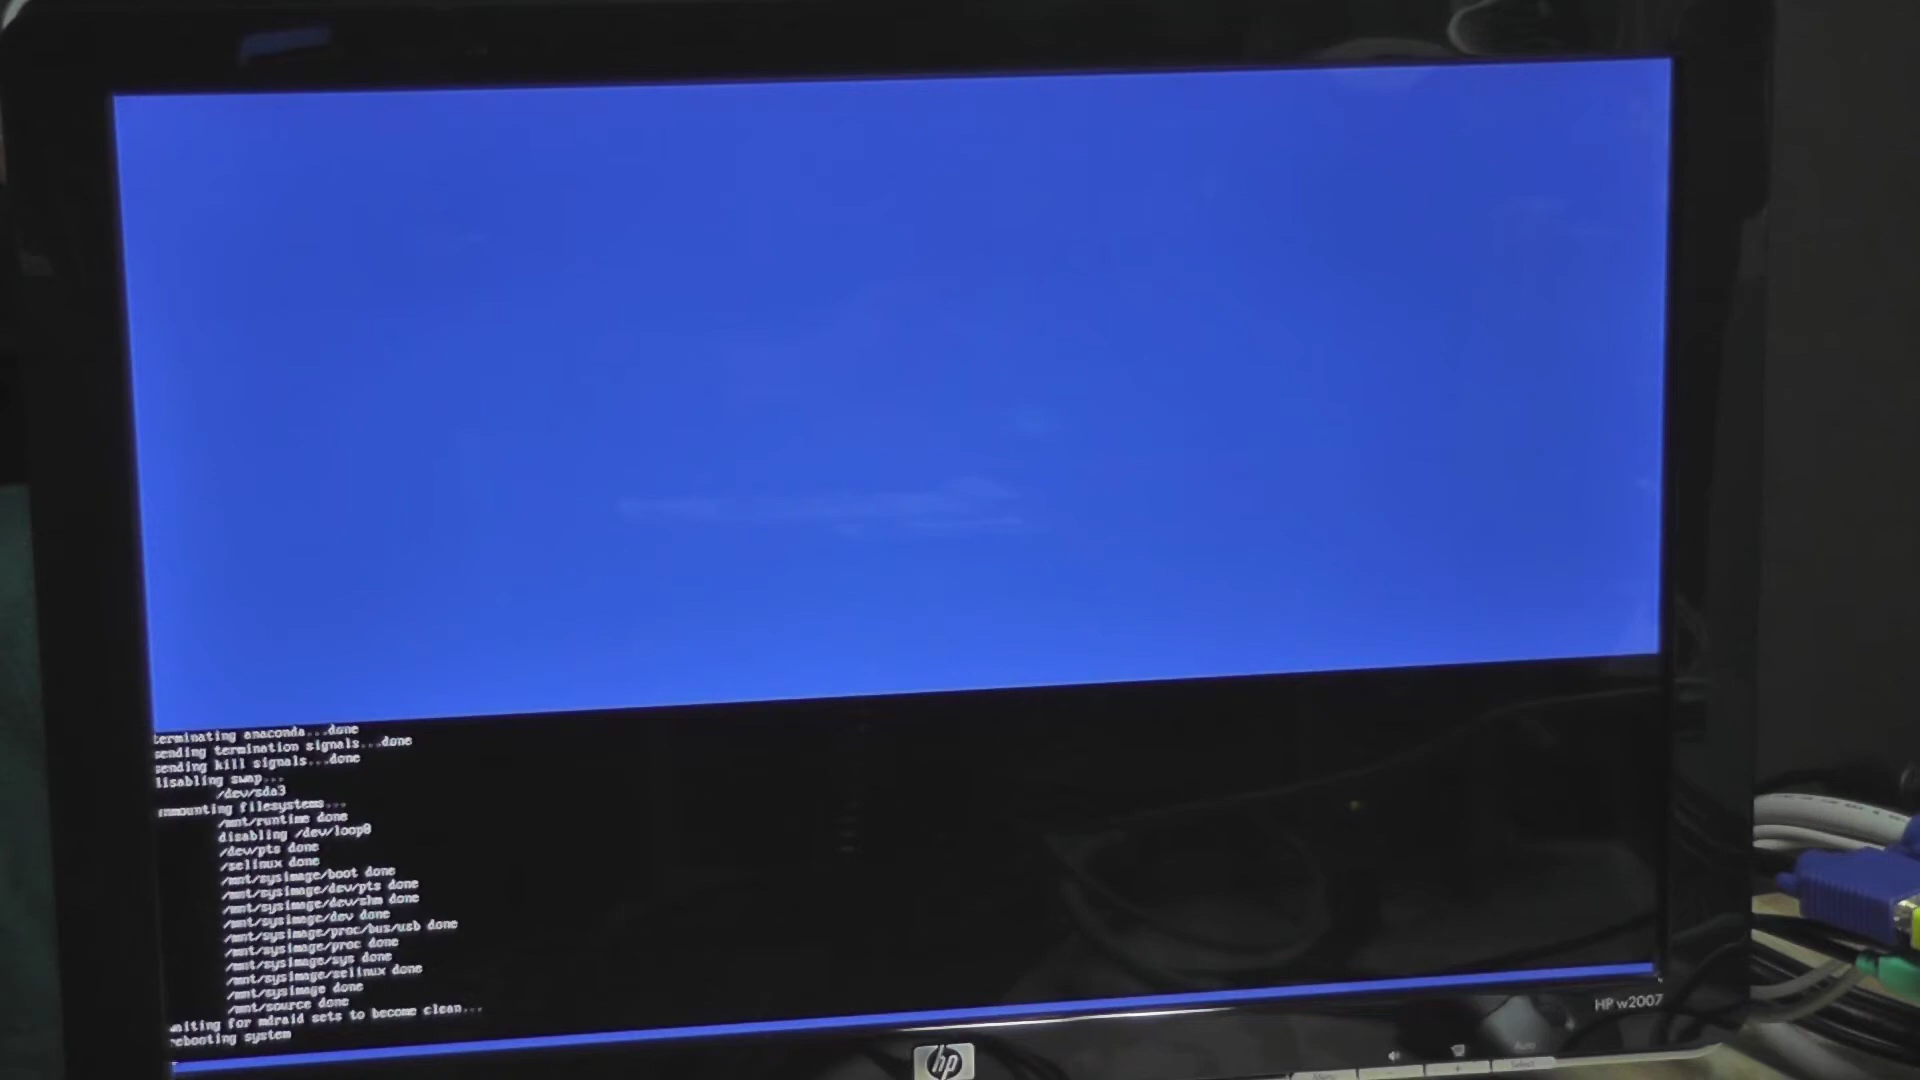 terminating anaconda...done
sending termination signals...done
sending kill signals...done
disabling swap...
/dev/sda3
unmounting filesystems...
/mnt/runtime done
disabling /dev/loop0
/dev/pts done
/selinux done
/mnt/sysimage/boot done
/mnt/sysimage/dev/pts done
/mnt/sysimage/dev/shm done
/mnt/sysimage/dev done
/mnt/sysimage/proc/bus/usb done
/mnt/sysimage/proc done
/mnt/sysimage/sys done
/mnt/sysimage/selinux done
/mnt/sysimage done
/mnt/source done
waiting for mdraid sets to become clean...
rebooting system
HP w2007
hp
Auto
Menu
-
+
Select